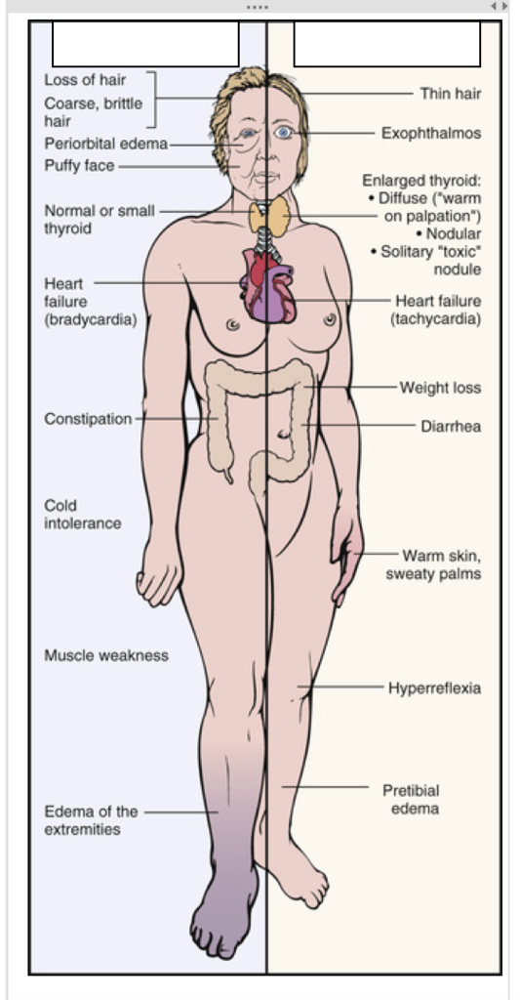 Loss of hair
Coarse, brittle
hair
Periorbital edema
Puffy face
Normal or small
thyroid
Heart
failure
(bradycardia)
Constipation
Cold
intolerance
Muscle weakness
Edema of the
extremities
Thin hair
Exophthalmos
Enlarged thyroid:
• Diffuse ("warm
on palpation")
• Nodular
• Solitary "toxic"
nodule
Heart failure
(tachycardia)
Weight loss
Diarrhea
Warm skin,
sweaty palms
Hyperreflexia
Pretibial
edema